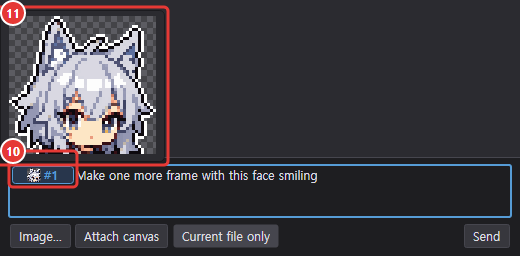 11
10
#1 Make one more frame with this face smiling
Image... Attach canvas Current file only Send